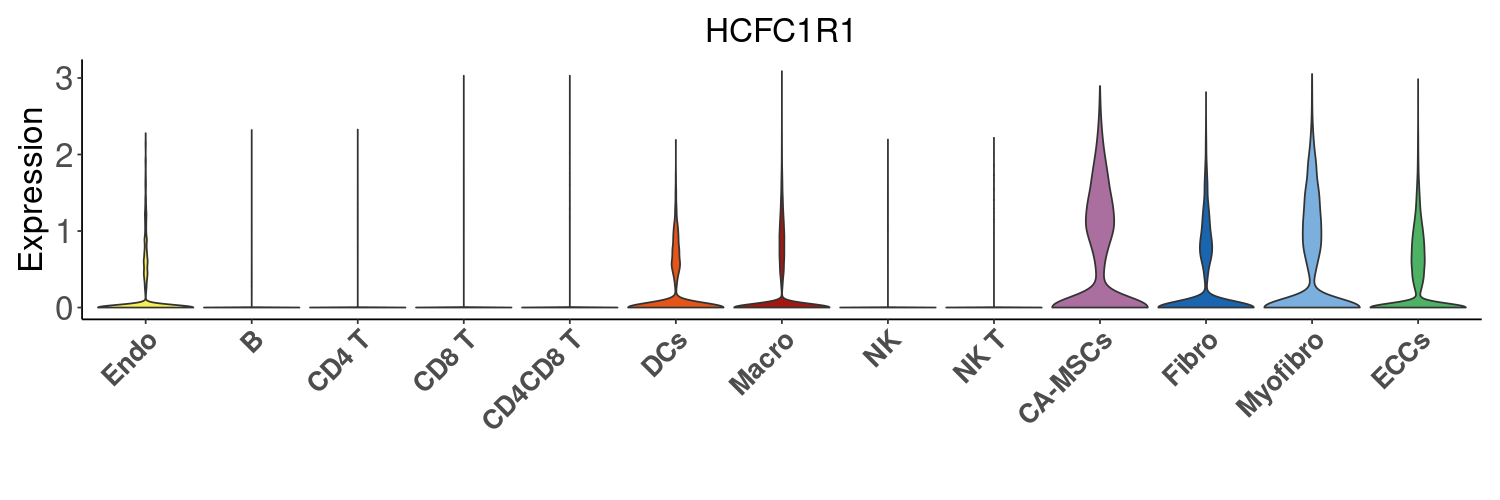 HCFC1R1
Expression
3
2
1
0
Endo
B
CD4 T
CD8 T
CD4CD8 T
DCs
Macro
NK
NK T
CA-MSCs
Fibro
Myofibro
ECCs